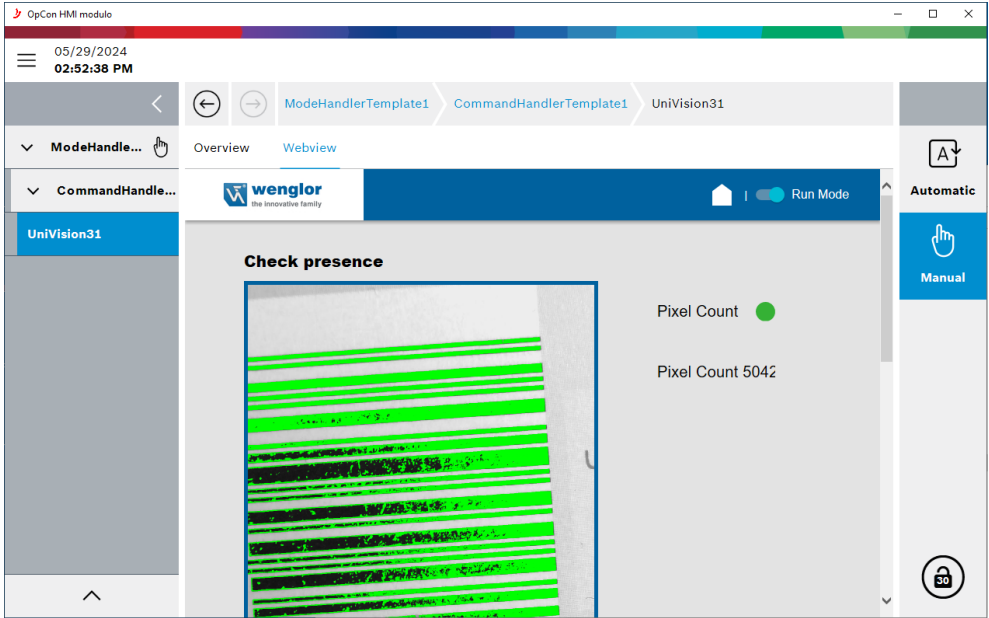 OpCon HMI modulo
05/29/2024
02:52:38 PM
ModeHandlerTemplate1 CommandHandlerTemplate1 UniVision31
ModeHandle...
CommandHandle...
UniVision31
Overview Webview
wenglor
the innovative family
| Run Mode
Check presence
Pixel Count
Pixel Count 5042
A
Automatic
Manual
30